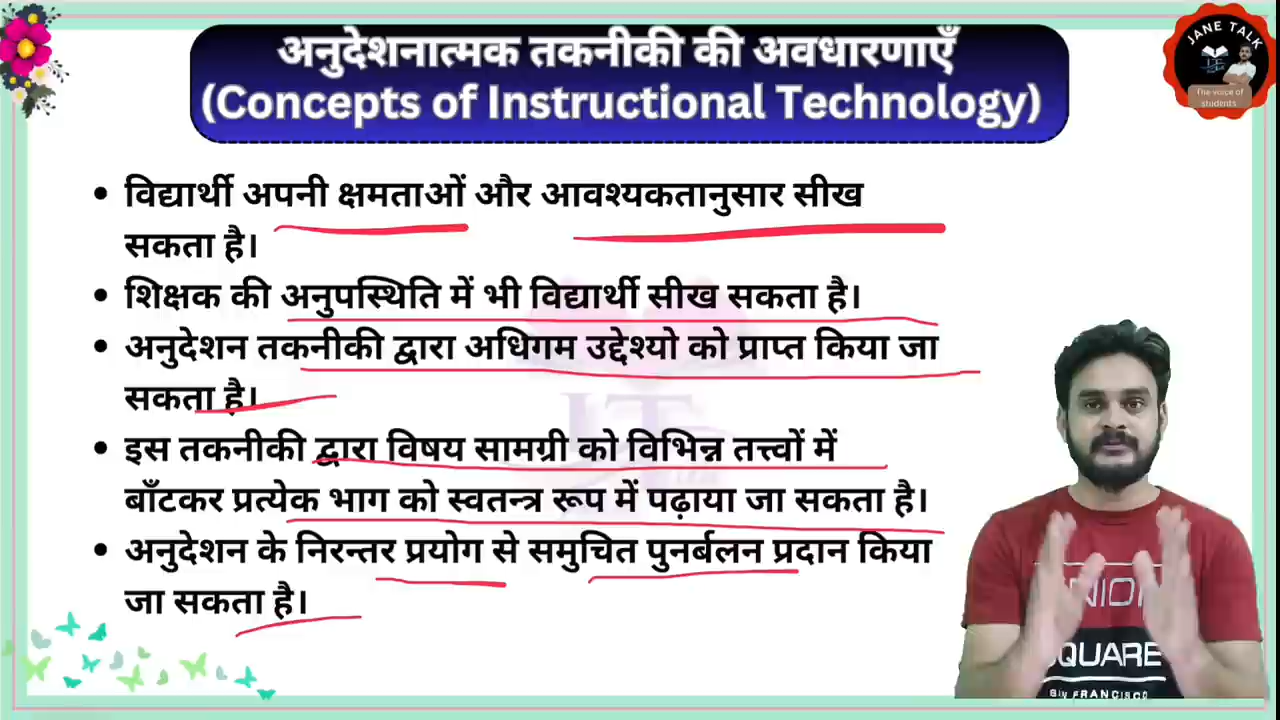 अनुदेशनात्मक तकनीकी की अवधारणाएँ
(Concepts of Instructional Technology)
JANE TALK
The voice of
students
• विद्यार्थी अपनी क्षमताओं और आवश्यकतानुसार सीख
सकता है।
• शिक्षक की अनुपस्थिति में भी विद्यार्थी सीख सकता है।
• अनुदेशन तकनीकी द्वारा अधिगम उद्देश्यो को प्राप्त किया जा
सकता है।
• इस तकनीकी द्वारा विषय सामग्री को विभिन्न तत्त्वों में
बाँटकर प्रत्येक भाग को स्वतन्त्र रूप में पढ़ाया जा सकता है।
• अनुदेशन के निरन्तर प्रयोग से समुचित पुनर्बलन प्रदान किया
जा सकता है।
SQUARE
SAN FRANCISCO